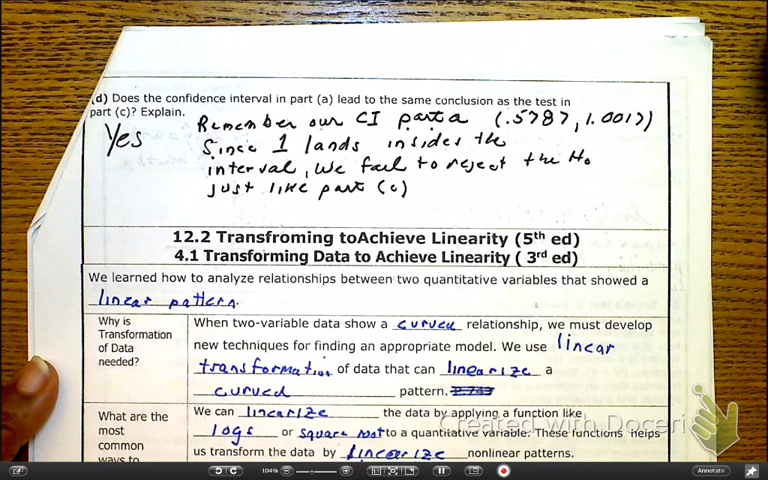 (d) Does the confidence interval in part (a) lead to the same conclusion as the test in
part (c)? Explain.
Yes
Remember our CI part a (.5787, 1.0017)
Since 1 lands insides the
interval, We fail to reject the H₀
just like part (c)
12.2 Transfroming toAchieve Linearity (5th ed)
4.1 Transforming Data to Achieve Linearity ( 3rd ed)
We learned how to analyze relationships between two quantitative variables that showed a
linear pattern.
Why is
Transformation
of Data
needed?
When two-variable data show a curved relationship, we must develop
new techniques for finding an appropriate model. We use linear
transformation of data that can linearize a
curved pattern.
What are the
most
common
ways to
We can linearize the data by applying a function like
logs or square root to a quantitative variable. These functions helps
us transform the data by linearize nonlinear patterns.
Created with Doceri
104%
Annotate